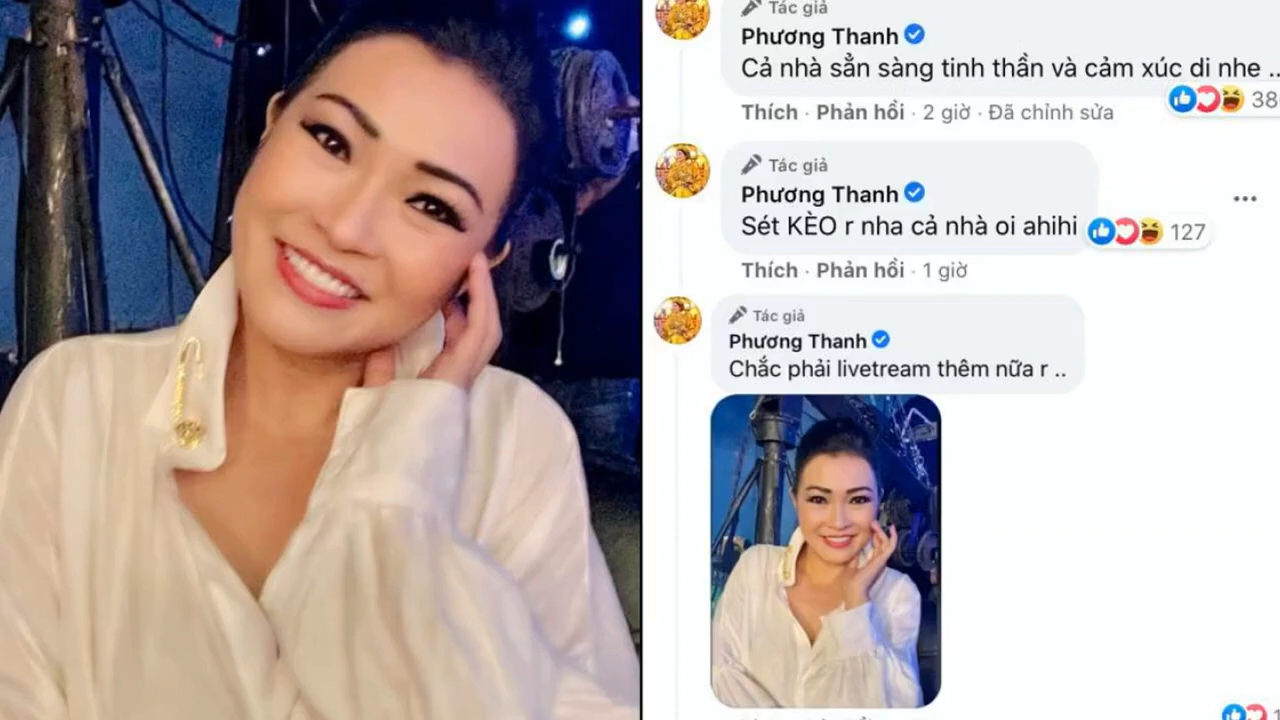 Tác giả
Phương Thanh
Cả nhà sẳn sàng tinh thần và cảm xúc di nhe ..
38
Thích · Phản hồi · 2 giờ · Đã chỉnh sửa
Tác giả
Phương Thanh
Sét KÈO r nha cả nhà oi ahihi
127
Thích · Phản hồi · 1 giờ
Tác giả
Phương Thanh
Chắc phải livetream thêm nữa r ..